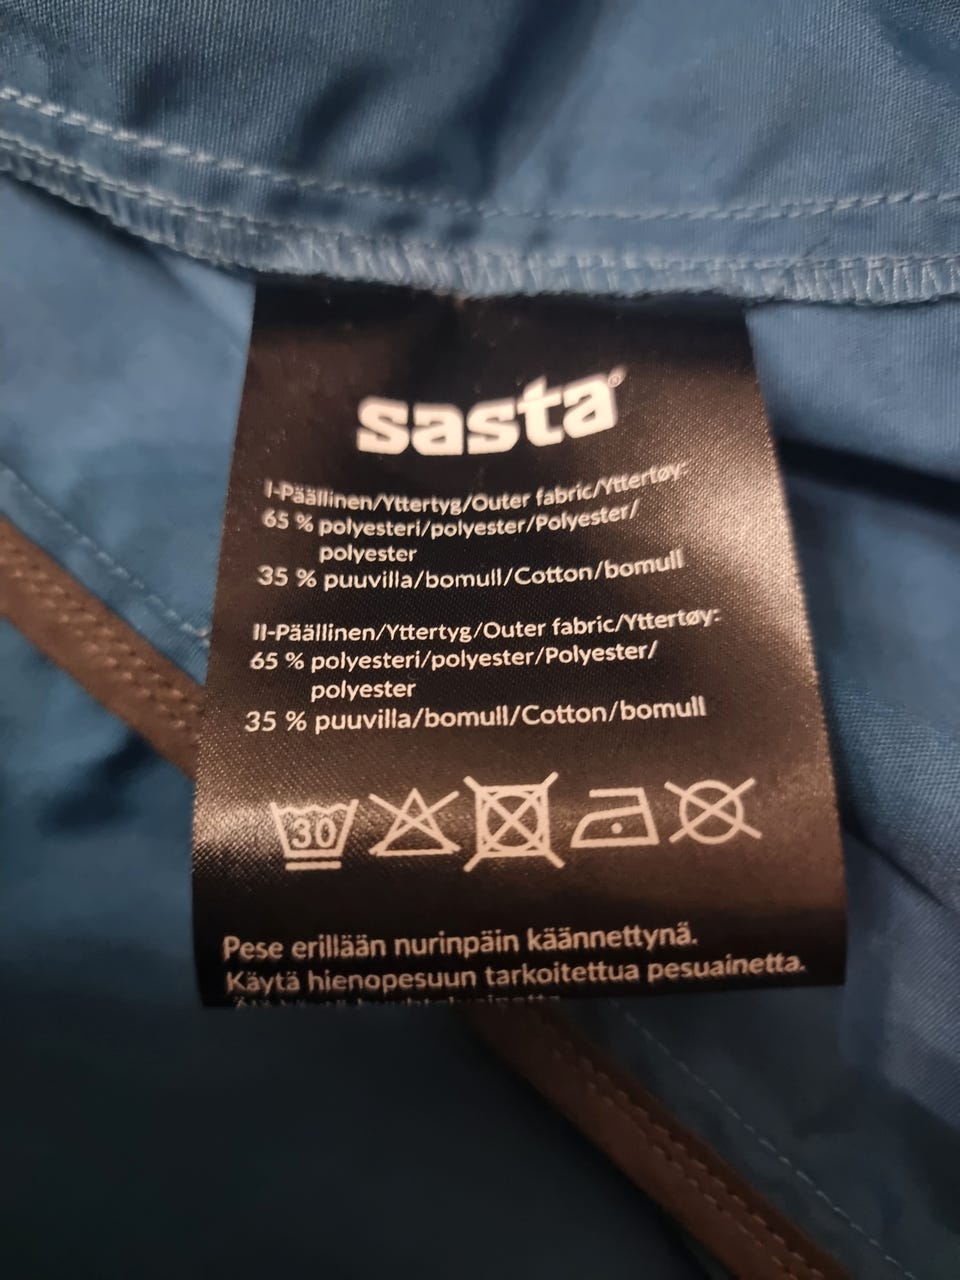 sasta®
I-Päällinen/Yttertyg/Outer fabric/Yttertøy:
65 % polyesteri/polyester/Polyester/
polyester
35 % puuvilla/bomull/Cotton/bomull
II-Päällinen/Yttertyg/Outer fabric/Yttertøy:
65 % polyesteri/polyester/Polyester/
polyester
35 % puuvilla/bomull/Cotton/bomull
30
Pese erillään nurinpäin käännettynä.
Käytä hienopesuun tarkoitettua pesuainetta.